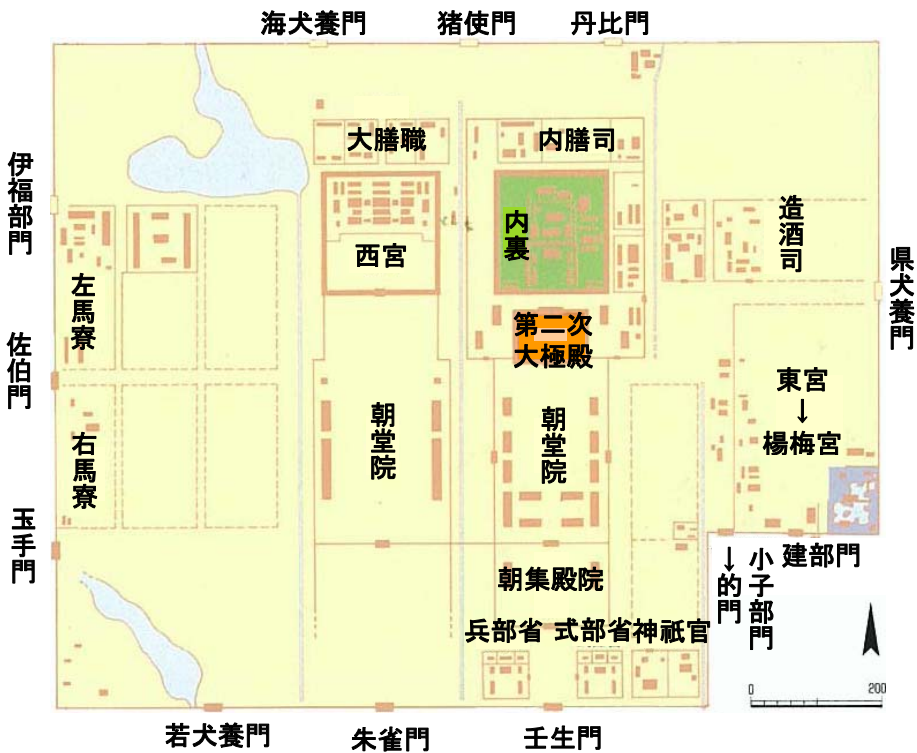 海犬養門 猪使門 丹比門
大膳職 内膳司
伊福部門
内裏
造酒司
西宮
県犬養門
左馬寮
第二次
大極殿
佐伯門
東宮
↓
楊梅宮
朝堂院
朝堂院
右馬寮
玉手門
建部門
小子部門
↓的門
朝集殿院
兵部省 式部省 神祇官
0 200
若犬養門 朱雀門 壬生門